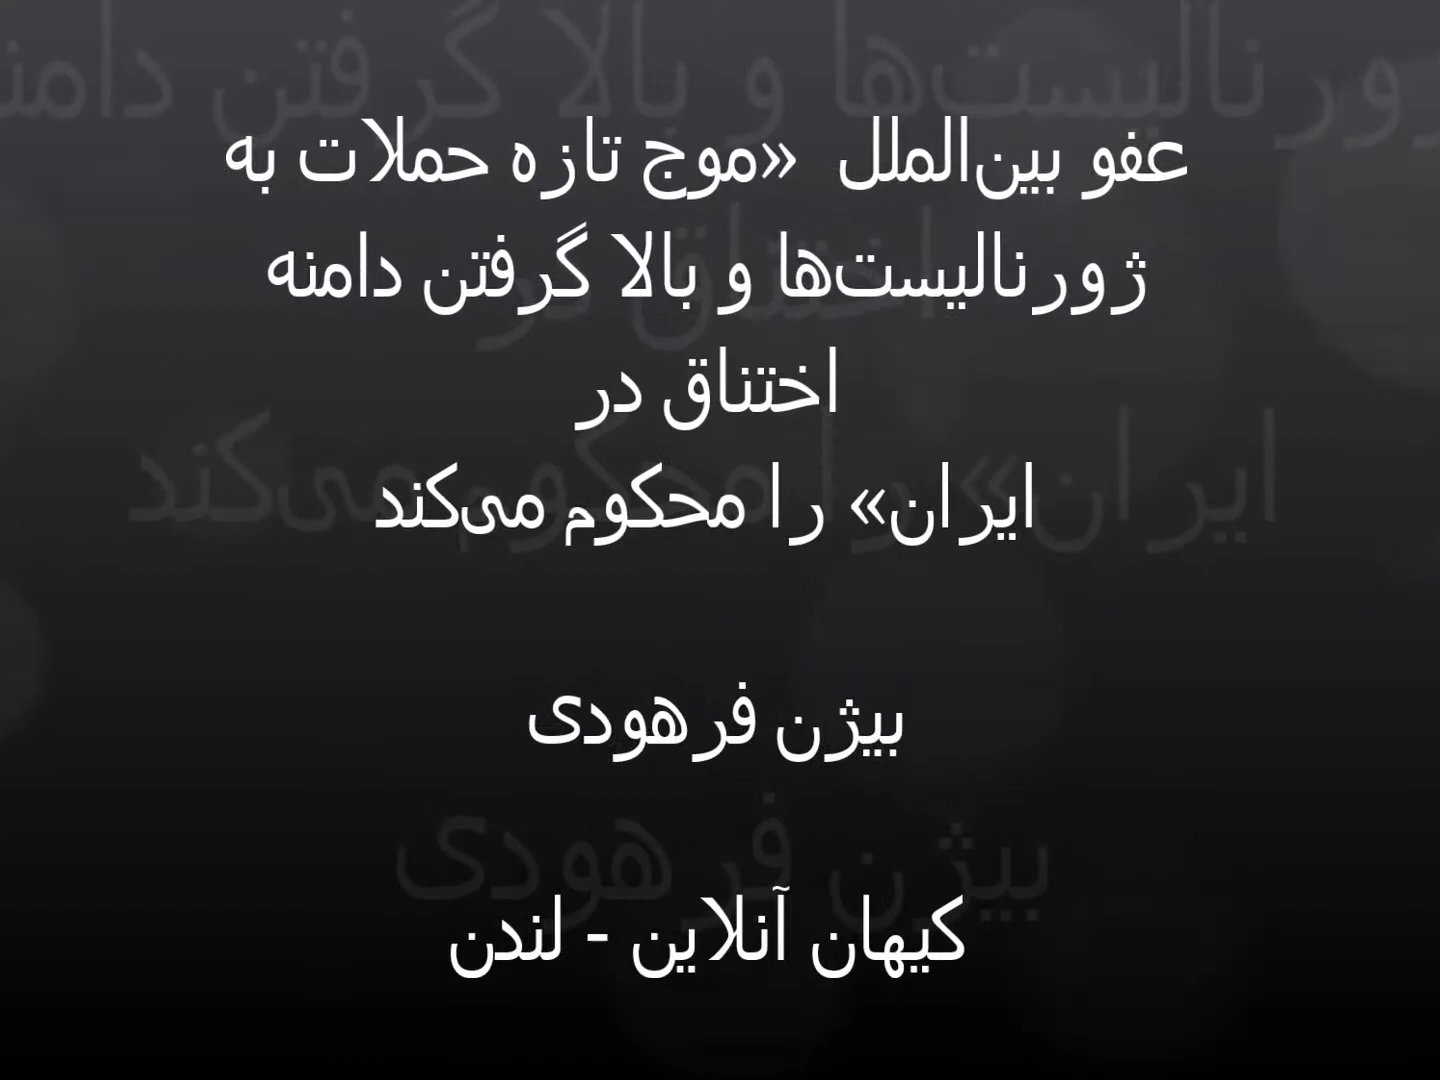 عفو بین‌الملل «موج تازه حملات به
ژورنالیست‌ها و بالا گرفتن دامنه
اختناق در
ایران» را محکوم می‌کند
بیژن فرهودی
کیهان آنلاین - لندن